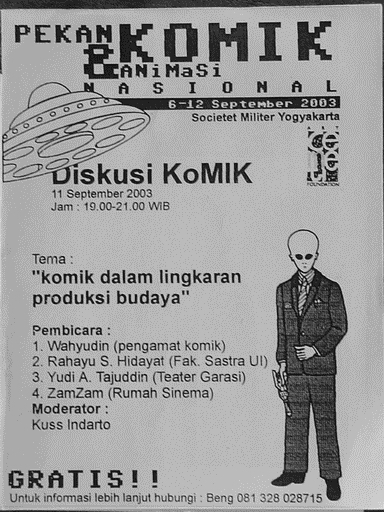 PEKAN KOMIK
& ANiMaSi
NASIONAL
6-12 September 2003
Societet Militer Yogyakarta
FOUNDATION
Diskusi KoMIK
11 September 2003
Jam : 19.00-21.00 WIB
Tema :
"komik dalam lingkaran
produksi budaya"
Pembicara :
1. Wahyudin (pengamat komik)
2. Rahayu S. Hidayat (Fak. Sastra UI)
3. Yudi A. Tajuddin (Teater Garasi)
4. ZamZam (Rumah Sinema)
Moderator :
Kuss Indarto
GRATIS!!
Untuk informasi lebih lanjut hubungi : Beng 081 328 028715